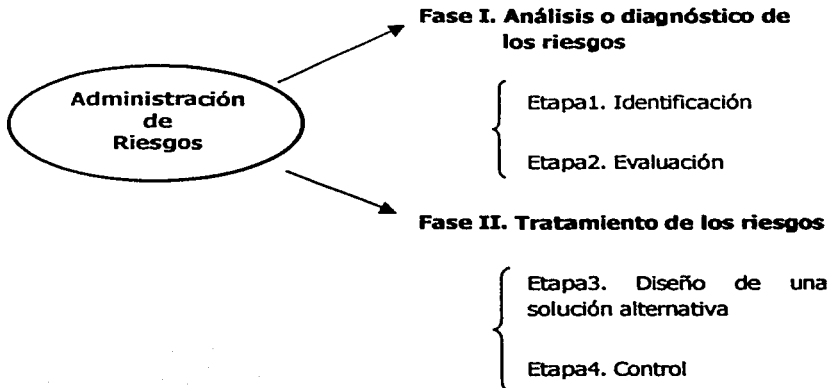 Fase I. Análisis o diagnóstico de
los riesgos
Administración
de
Riesgos
Etapa1. Identificación
Etapa2. Evaluación
Fase II. Tratamiento de los riesgos
Etapa3. Diseño de una
solución alternativa
Etapa4. Control